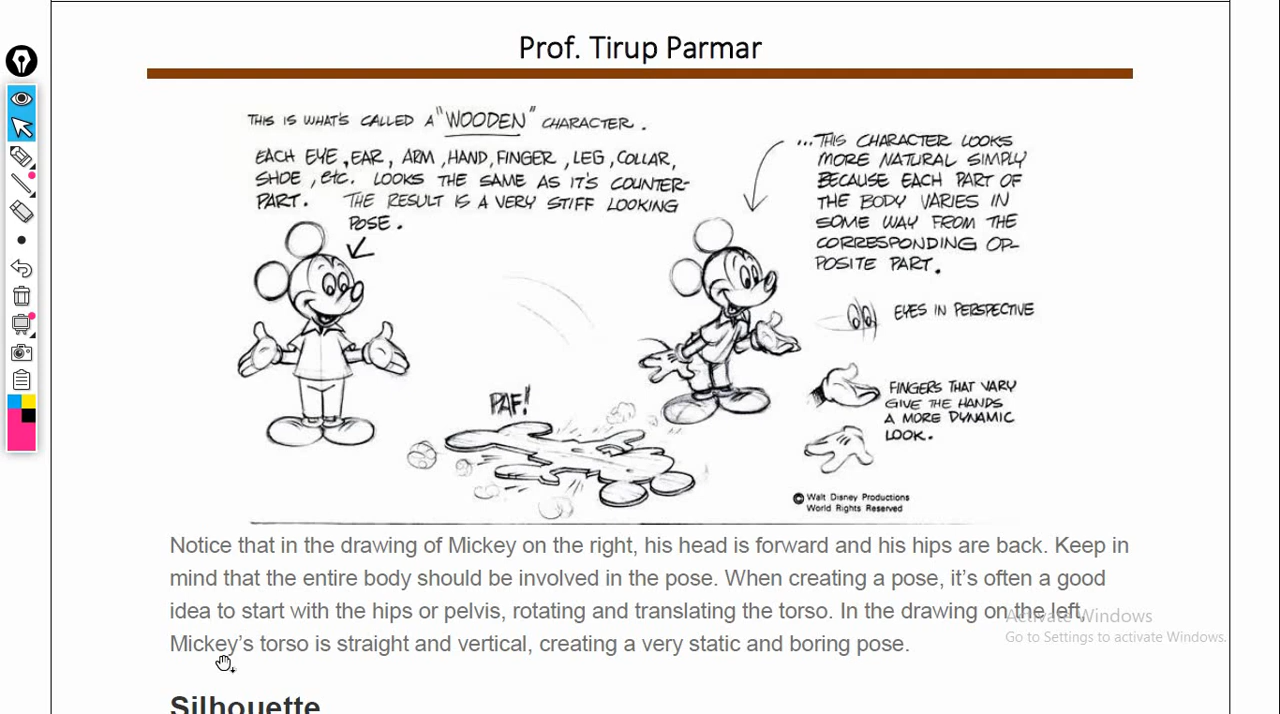 Prof. Tirup Parmar
THIS IS WHAT'S CALLED A "WOODEN" CHARACTER.
EACH EYE, EAR, ARM, HAND, FINGER, LEG, COLLAR,
SHOE, etc. LOOKS THE SAME AS IT'S COUNTER-
PART. THE RESULT IS A VERY STIFF LOOKING
POSE.
...THIS CHARACTER LOOKS
MORE NATURAL SIMPLY
BECAUSE EACH PART OF
THE BODY VARIES IN
SOME WAY FROM THE
CORRESPONDING OP-
POSITE PART.
EYES IN PERSPECTIVE
PAF!
FINGERS THAT VARY
GIVE THE HANDS
A MORE DYNAMIC
LOOK.
© Walt Disney Productions
World Rights Reserved
Notice that in the drawing of Mickey on the right, his head is forward and his hips are back. Keep in
mind that the entire body should be involved in the pose. When creating a pose, it's often a good
idea to start with the hips or pelvis, rotating and translating the torso. In the drawing on the left,
Mickey's torso is straight and vertical, creating a very static and boring pose.
Activate Windows
Go to Settings to activate Windows.
Silhouette